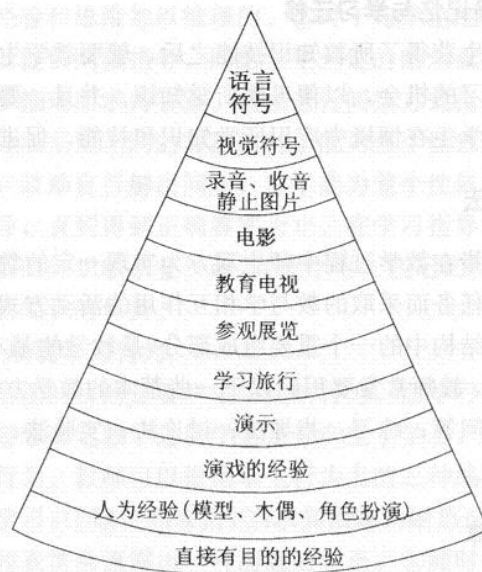 语言
符号
视觉符号
录音、收音
静止图片
电影
教育电视
参观展览
学习旅行
演示
演戏的经验
人为经验(模型、木偶、角色扮演)
直接有目的的经验